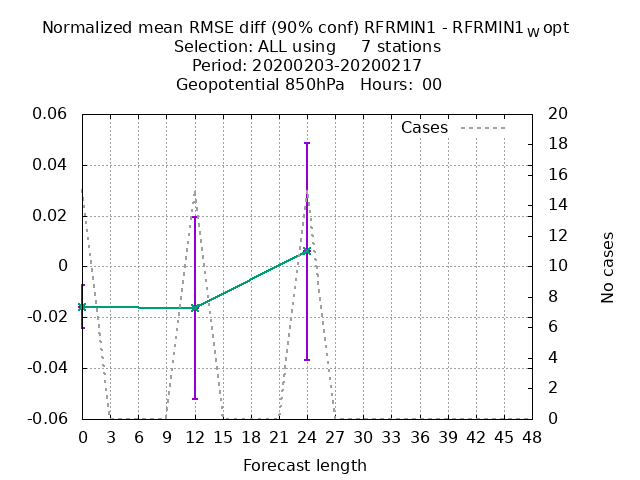 Normalized mean RMSE diff (90% conf) RFRMIN1 - RFRMIN1W opt
Selection: ALL using 7 stations
Period: 20200203-20200217
Geopotential 850hPa Hours: 00
Cases
0.06
0.04
0.02
0
-0.02
-0.04
-0.06
20
18
16
14
12
10
8
6
4
2
0
No cases
0 3 6 9 12 15 18 21 24 27 30 33 36 39 42 45 48
Forecast length